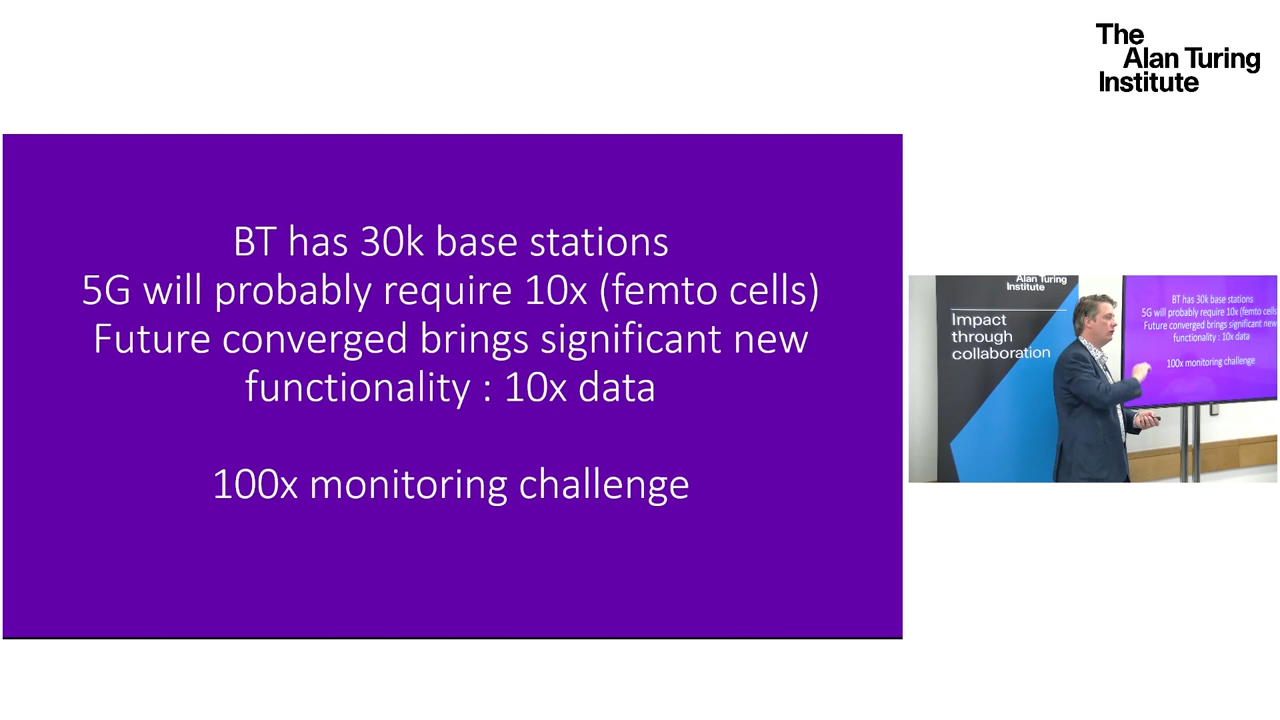 The
Alan Turing
Institute
BT has 30k base stations
5G will probably require 10x (femto cells)
Future converged brings significant new
functionality : 10x data
100x monitoring challenge
Alan Turing
Institute
Impact
through
collaboration
BT has 30k base stations
5G will probably require 10x (femto cells
Future converged brings significant new
functionality : 10x data
100x monitoring challenge